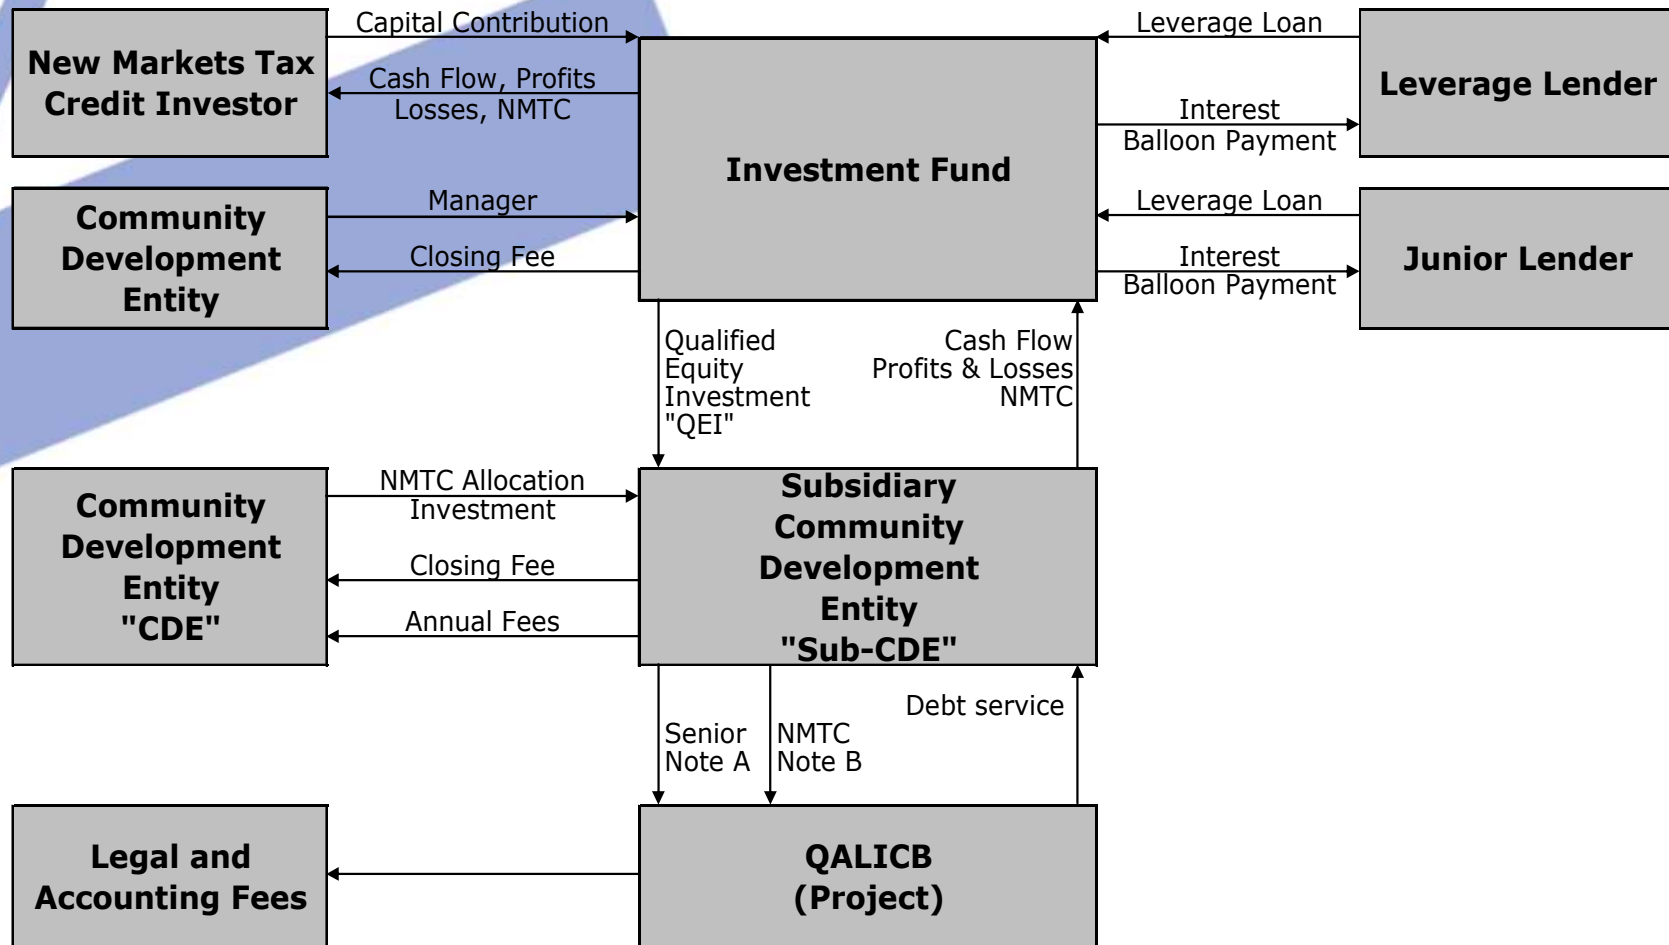 Capital Contribution
Leverage Loan
New Markets Tax
Credit Investor
Cash Flow, Profits
Losses, NMTC
Leverage Lender
Interest
Balloon Payment
Investment Fund
Community
Development
Entity
Manager
Closing Fee
Leverage Loan
Interest
Balloon Payment
Junior Lender
Qualified
Equity
Investment
"QEI"
Cash Flow
Profits & Losses
NMTC
Community
Development
Entity
"CDE"
NMTC Allocation
Investment
Closing Fee
Annual Fees
Subsidiary
Community
Development
Entity
"Sub-CDE"
Senior
Note A
NMTC
Note B
Debt service
Legal and
Accounting Fees
QALICB
(Project)